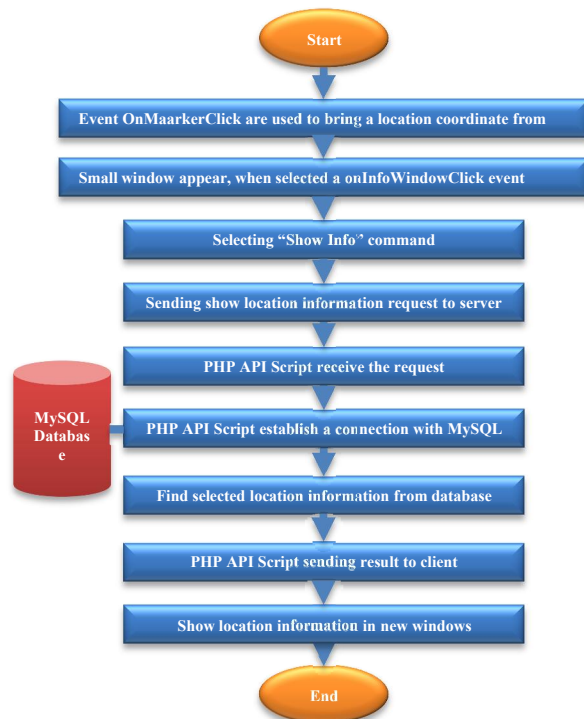 Start
Event OnMaarkerClick are used to bring a location coordinate from
Small window appear, when selected a onInfoWindowClick event
Selecting “Show Info” command
Sending show location information request to server
PHP API Script receive the request
MySQL
Databas
e
PHP API Script establish a connection with MySQL
Find selected location information from database
PHP API Script sending result to client
Show location information in new windows
End